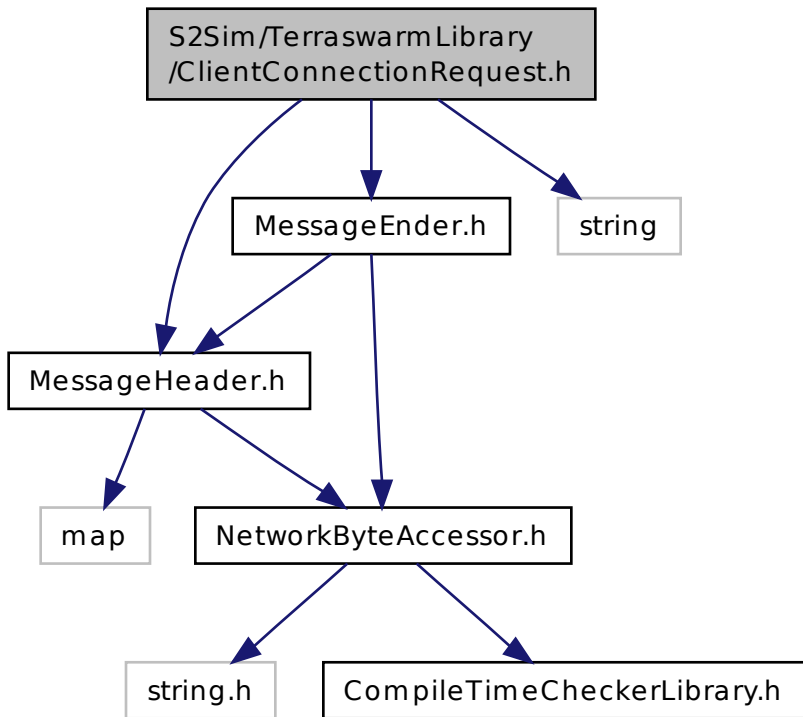 S2Sim/TerraswarmLibrary
/ClientConnectionRequest.h
MessageEnder.h
string
MessageHeader.h
map
NetworkByteAccessor.h
string.h
CompileTimeCheckerLibrary.h